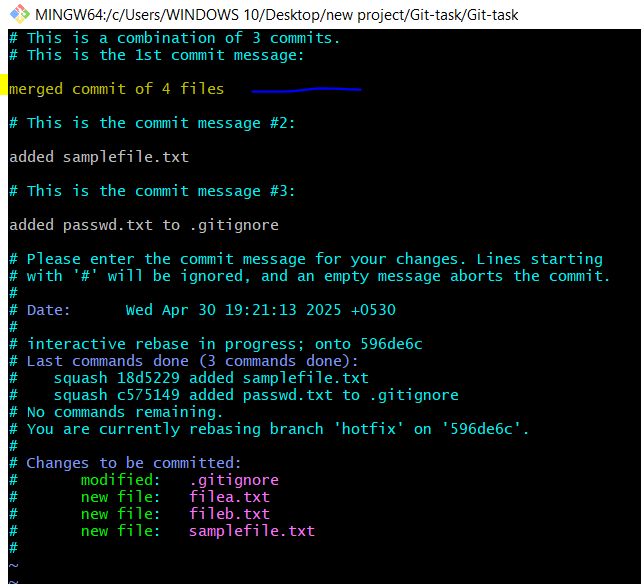 MINGW64:/c/Users/WINDOWS 10/Desktop/new project/Git-task/Git-task
# This is a combination of 3 commits.
# This is the 1st commit message:
merged commit of 4 files
# This is the commit message #2:
added samplefile.txt
# This is the commit message #3:
added passwd.txt to .gitignore
# Please enter the commit message for your changes. Lines starting
# with '#' will be ignored, and an empty message aborts the commit.
#
# Date:      Wed Apr 30 19:21:13 2025 +0530
#
# interactive rebase in progress; onto 596de6c
# Last commands done (3 commands done):
#    squash 18d5229 added samplefile.txt
#    squash c575149 added passwd.txt to .gitignore
# No commands remaining.
# You are currently rebasing branch 'hotfix' on '596de6c'.
#
# Changes to be committed:
#       modified:   .gitignore
#       new file:   filea.txt
#       new file:   fileb.txt
#       new file:   samplefile.txt
#
~
~